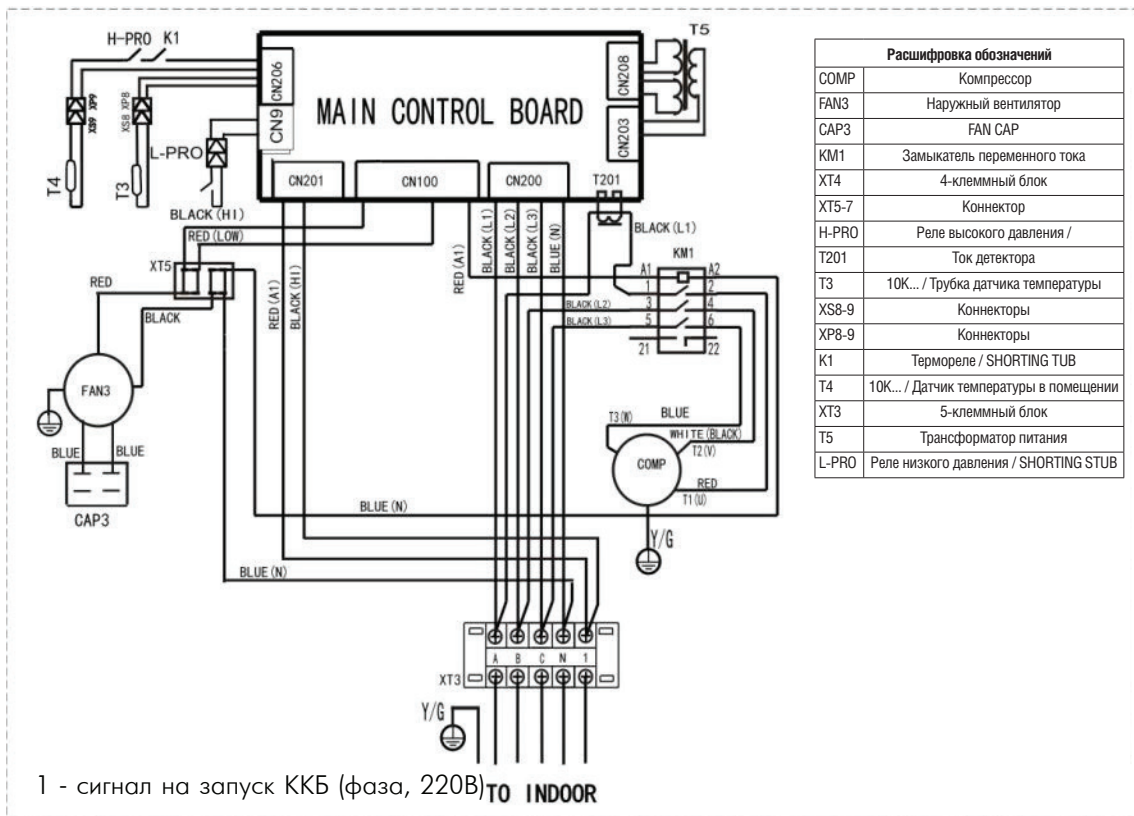 H-PRO K1
T5
CN206
CN208
XS9 XP9
XS8 XP8
CN9
MAIN CONTROL BOARD
CN203
L-PRO
T4
T3
CN201
CN100
CN200
T201
BLACK(HI)
RED(LOW)
XT5
RED
BLACK
FAN3
BLUE
BLUE
CAP3
RED(A1)
BLACK(HI)
RED(A1)
BLACK(L1)
BLACK(L2)
BLACK(L3)
BLUE(N)
BLACK(L1)
KM1
A1
A2
1
2
BLACK(L2)
3
4
BLACK(L3)
5
6
21
22
T3(W)
BLUE
WHITE(BLACK)
T2(V)
COMP
RED
T1(U)
Y/G
BLUE(N)
BLUE(N)
A B C N 1
XT3
Y/G
1 - сигнал на запуск ККБ (фаза, 220В)
TO INDOOR
Расшифровка обозначений
COMP Компрессор
FAN3 Наружный вентилятор
CAP3 FAN CAP
KM1 Замыкатель переменного тока
XT4 4-клеммный блок
XT5-7 Коннектор
H-PRO Реле высокого давления /
T201 Ток детектора
T3 10K... / Трубка датчика температуры
XS8-9 Коннекторы
XP8-9 Коннекторы
K1 Термореле / SHORTING TUB
T4 10K... / Датчик температуры в помещении
XT3 5-клеммный блок
T5 Трансформатор питания
L-PRO Реле низкого давления / SHORTING STUB